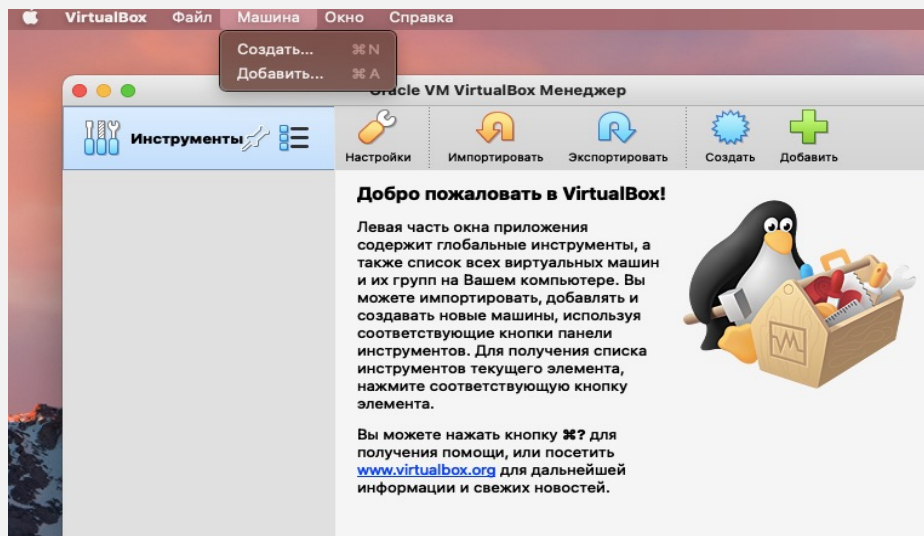 VirtualBox Файл Машина Окно Справка
Создать... ⌘ N
Добавить... ⌘ A
Oracle VM VirtualBox Менеджер
Инструменты
Настройки Импортировать Экспортировать Создать Добавить
Добро пожаловать в VirtualBox!
Левая часть окна приложения
содержит глобальные инструменты, а
также список всех виртуальных машин
и их групп на Вашем компьютере. Вы
можете импортировать, добавлять и
создавать новые машины, используя
соответствующие кнопки панели
инструментов. Для получения списка
инструментов текущего элемента,
нажмите соответствующую кнопку
элемента.
Вы можете нажать кнопку ⌘? для
получения помощи, или посетить
www.virtualbox.org для дальнейшей
информации и свежих новостей.